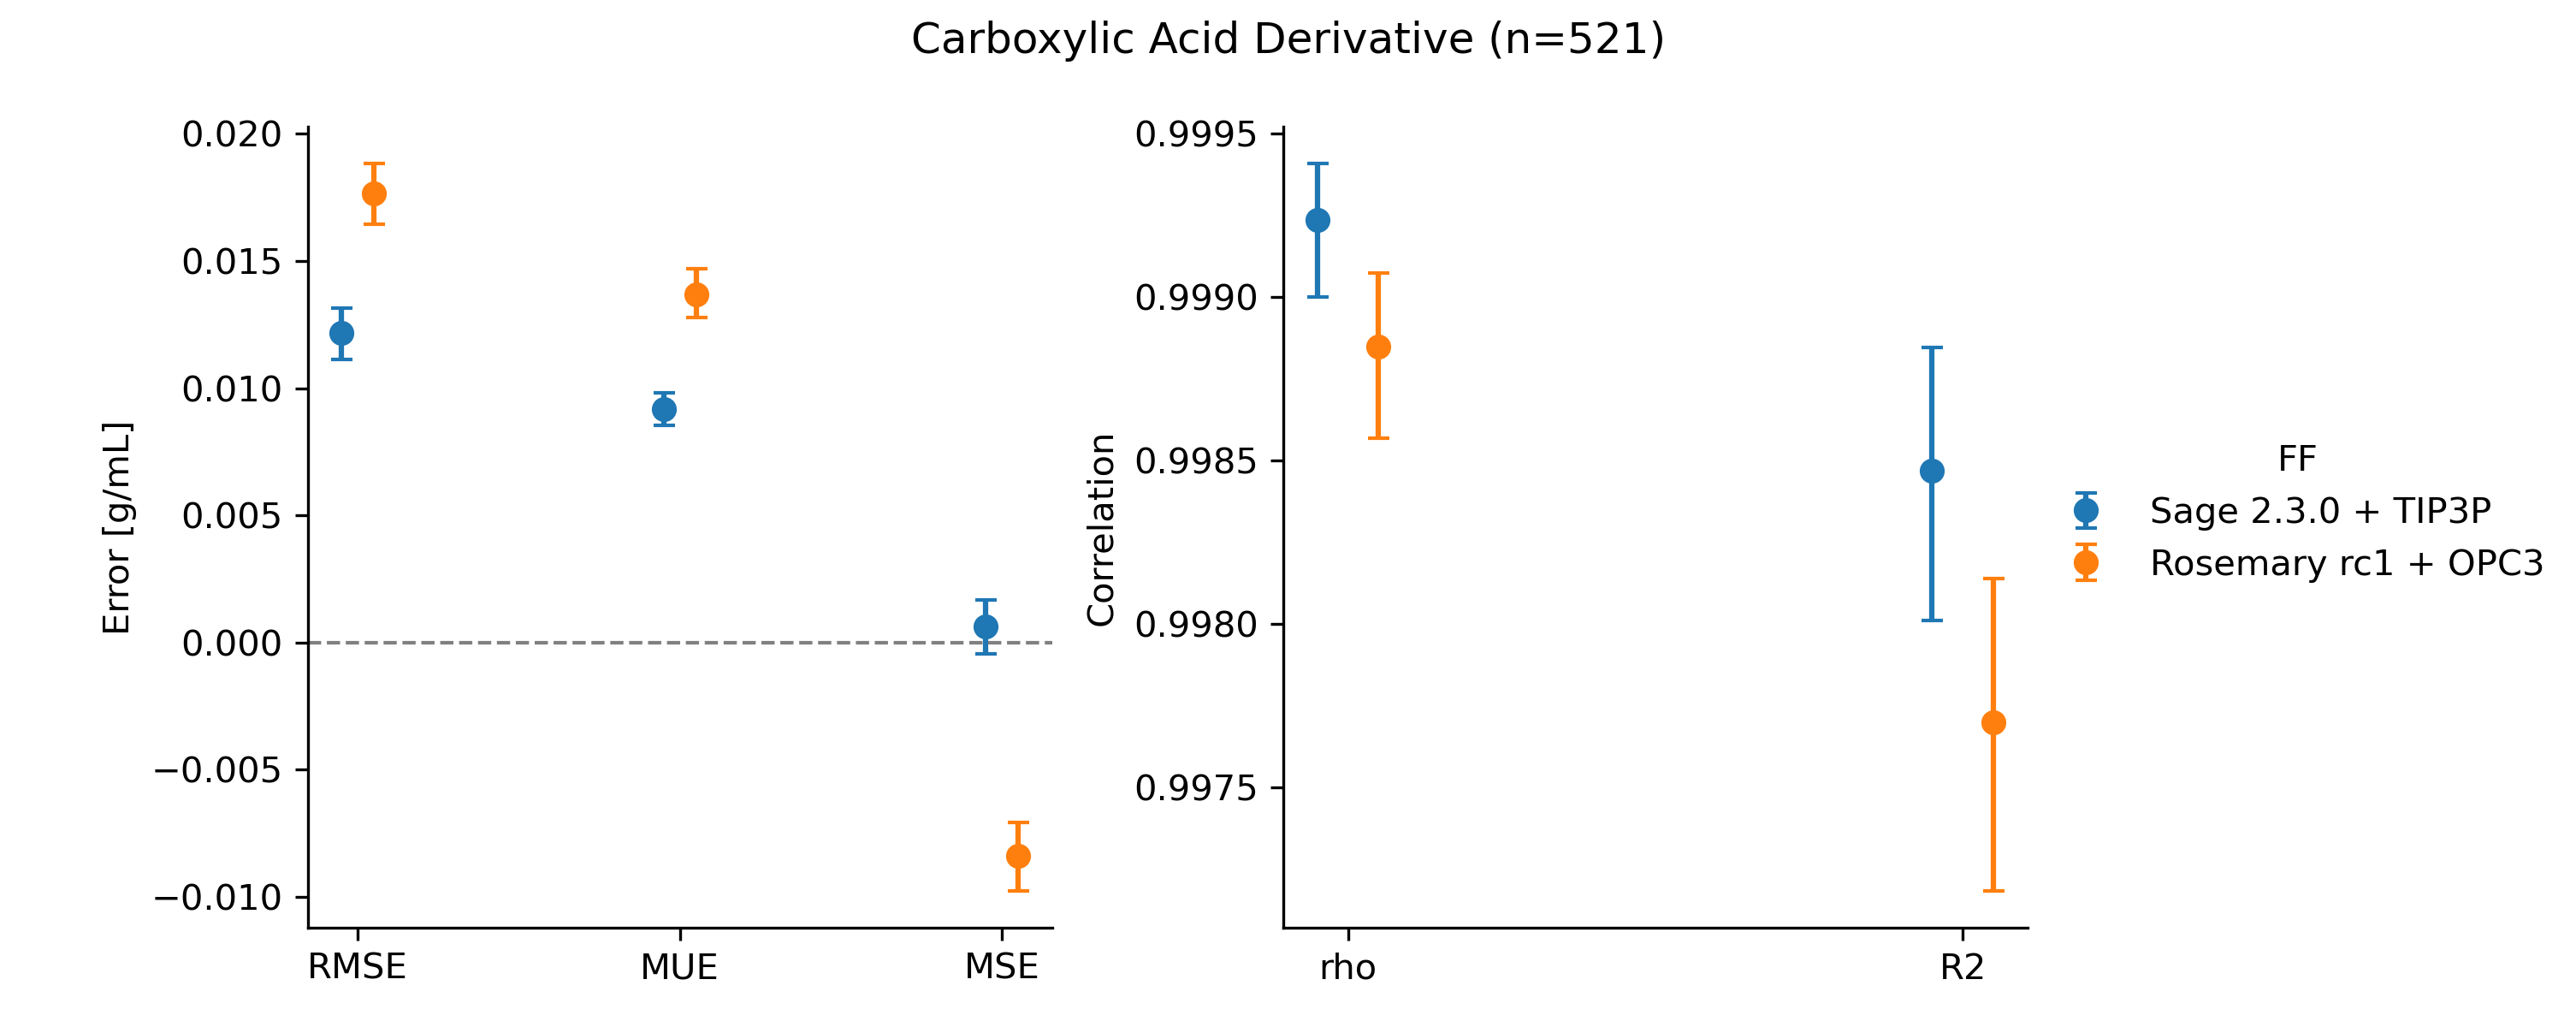 Carboxylic Acid Derivative (n=521)
Error [g/mL]
0.020
0.015
0.010
0.005
0.000
−0.005
−0.010
RMSE
MUE
MSE
Correlation
0.9995
0.9990
0.9985
0.9980
0.9975
rho
R2
FF
Sage 2.3.0 + TIP3P
Rosemary rc1 + OPC3